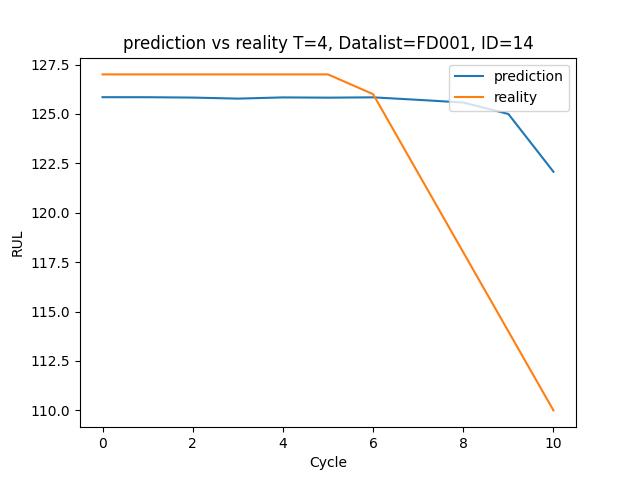 prediction vs reality T=4, Datalist=FD001, ID=14
prediction
reality
RUL
127.5
125.0
122.5
120.0
117.5
115.0
112.5
110.0
0 2 4 6 8 10
Cycle